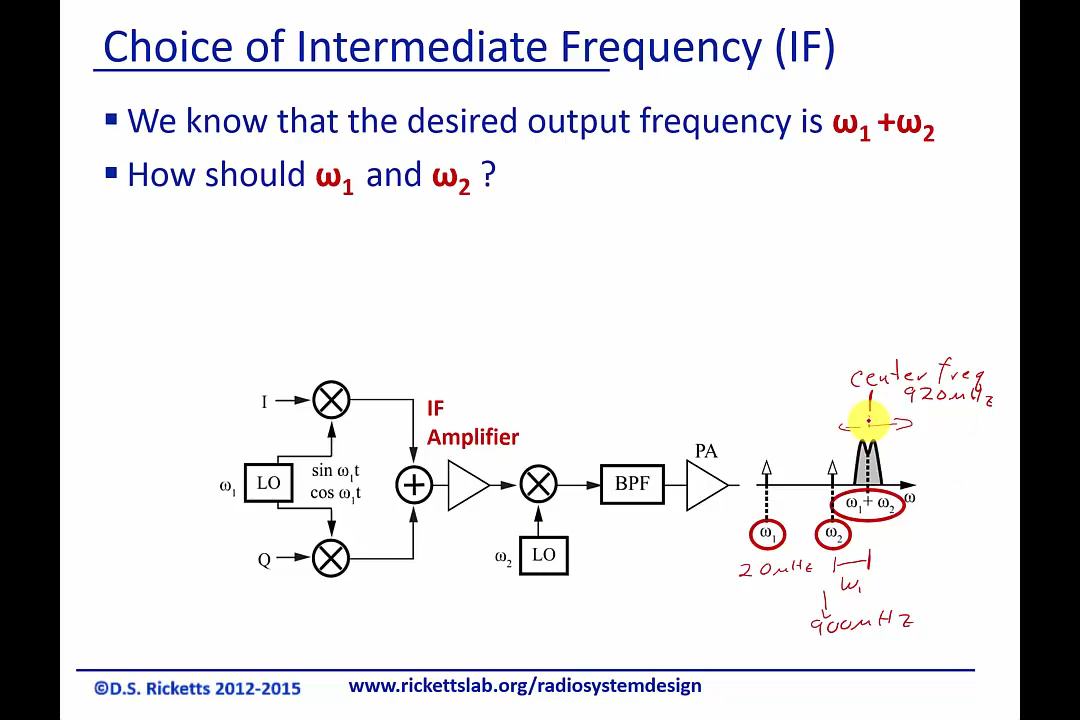 Choice of Intermediate Frequency (IF)
▪ We know that the desired output frequency is ω₁ +ω₂
▪ How should ω₁ and ω₂ ?
center freq
920 MHz
I
IF
Amplifier
PA
ω₁
LO
sin ω₁t
cos ω₁t
BPF
ω₁
ω₂
ω₁+ ω₂
ω
Q
ω₂
LO
20 MHz
W₁
900 MHz
©D.S. Ricketts 2012-2015
www.rickettslab.org/radiosystemdesign